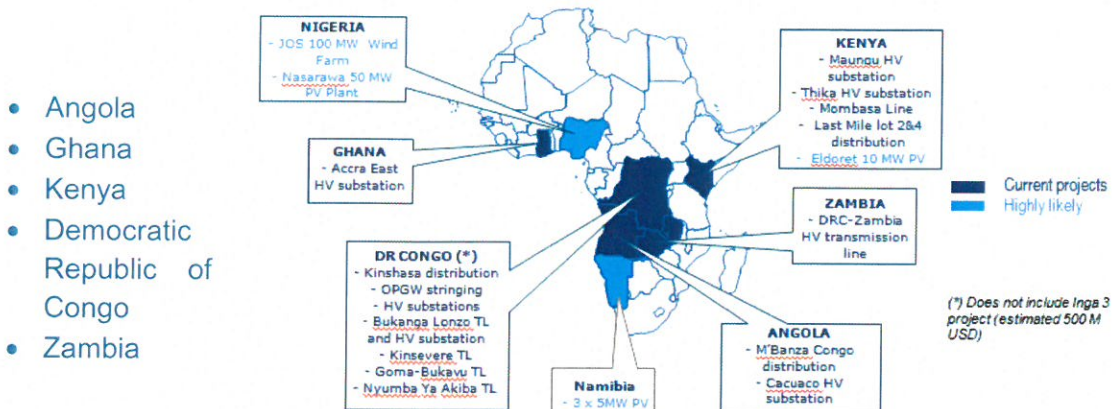 • Angola
• Ghana
• Kenya
• Democratic
Republic of
Congo
• Zambia
NIGERIA
- JOS 100 MW Wind
Farm
- Nasarawa 50 MW
PV Plant
GHANA
- Accra East
HV substation
DR CONGO (*)
- Kinshasa distribution
- OPGW stringing
- HV substations
- Bukanga Lonzo TL
and HV substation
- Kinsevere TL
- Goma-Bukavu TL
- Nyumba Ya Akiba TL
Namibia
- 3 x 5MW PV
KENYA
- Maungu HV
substation
- Thika HV substation
- Mombasa Line
- Last Mile lot 2&4
distribution
- Eldoret 10 MW PV
ZAMBIA
- DRC-Zambia
HV transmission
line
ANGOLA
- M'Banza Congo
distribution
- Cacuaco HV
substation
Current projects
Highly likely
(*) Does not include Inga 3
project (estimated 500 M
USD)